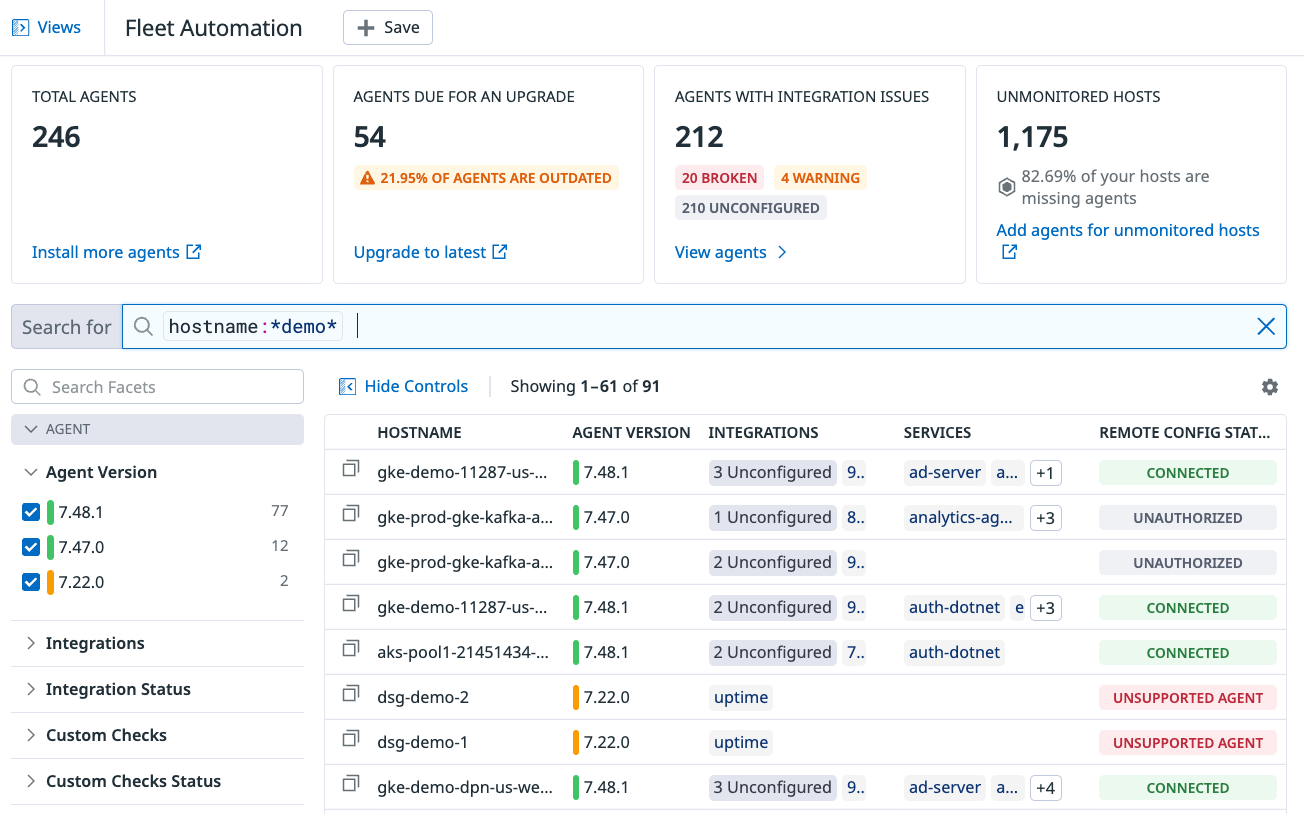 Views
Fleet Automation
Save
TOTAL AGENTS
246
Install more agents
AGENTS DUE FOR AN UPGRADE
54
21.95% OF AGENTS ARE OUTDATED
Upgrade to latest
AGENTS WITH INTEGRATION ISSUES
212
20 BROKEN 4 WARNING
210 UNCONFIGURED
View agents
UNMONITORED HOSTS
1,175
82.69% of your hosts are
missing agents
Add agents for unmonitored hosts
Search for hostname:*demo*
Search Facets
AGENT
Agent Version
7.48.1 77
7.47.0 12
7.22.0 2
Integrations
Integration Status
Custom Checks
Custom Checks Status
Hide Controls Showing 1–61 of 91
HOSTNAME AGENT VERSION INTEGRATIONS SERVICES REMOTE CONFIG STAT...
gke-demo-11287-us-... 7.48.1 3 Unconfigured 9.. ad-server a... +1 CONNECTED
gke-prod-gke-kafka-a... 7.47.0 1 Unconfigured 8.. analytics-ag... +3 UNAUTHORIZED
gke-prod-gke-kafka-a... 7.47.0 2 Unconfigured 9.. UNAUTHORIZED
gke-demo-11287-us-... 7.48.1 2 Unconfigured 9.. auth-dotnet e +3 CONNECTED
aks-pool1-21451434-... 7.48.1 2 Unconfigured 7.. auth-dotnet CONNECTED
dsg-demo-2 7.22.0 uptime UNSUPPORTED AGENT
dsg-demo-1 7.22.0 uptime UNSUPPORTED AGENT
gke-demo-dpn-us-we... 7.48.1 3 Unconfigured 9.. ad-server a... +4 CONNECTED